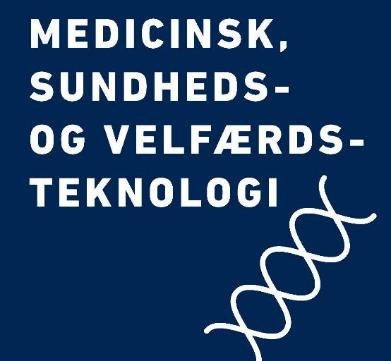 MEDICINSK,
SUNDHEDS-
OG VELFÆRDS-
TEKNOLOGI